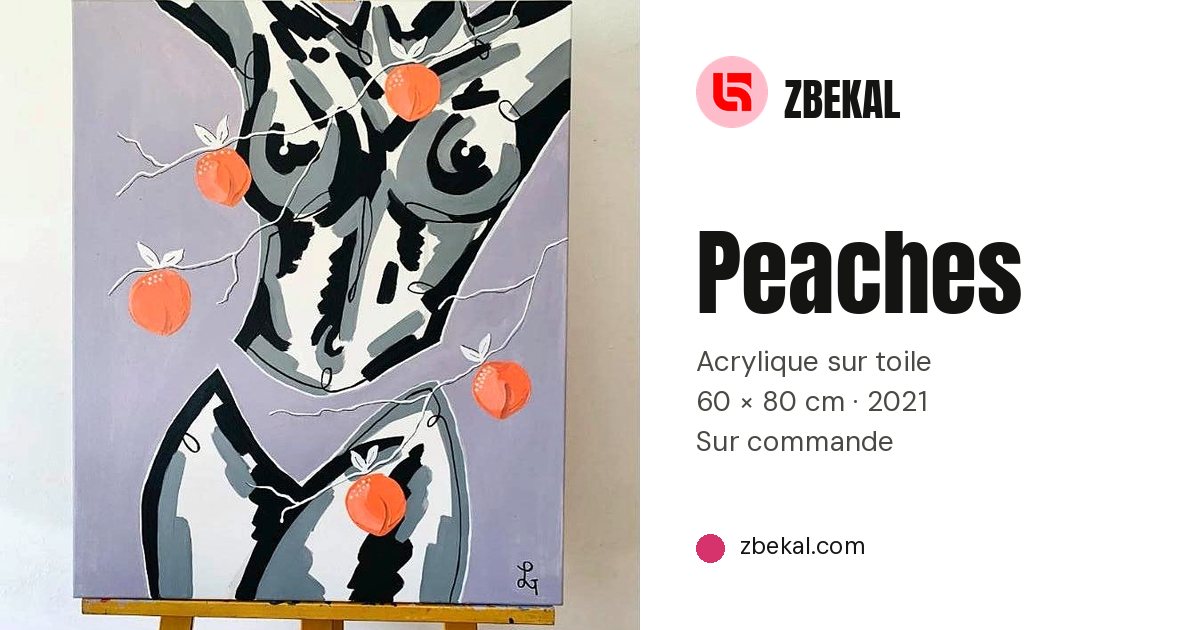 ZBEKAL
Peaches
Acrylique sur toile
60 × 80 cm · 2021
Sur commande
zbekal.com